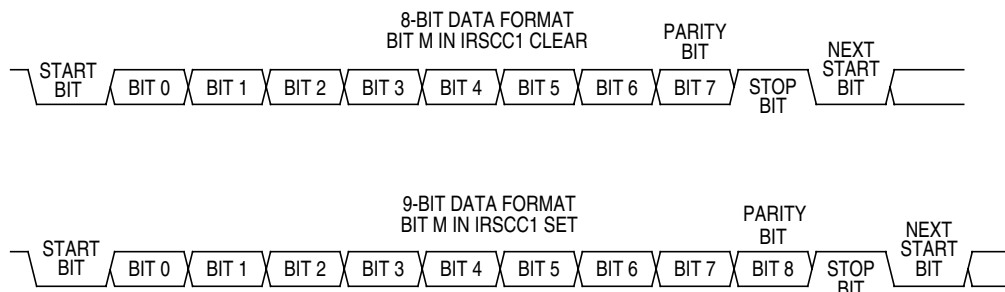 8-BIT DATA FORMAT
BIT M IN IRSCC1 CLEAR
PARITY
BIT
START
BIT
BIT 0
BIT 1
BIT 2
BIT 3
BIT 4
BIT 5
BIT 6
BIT 7
STOP
BIT
NEXT
START
BIT
9-BIT DATA FORMAT
BIT M IN IRSCC1 SET
PARITY
BIT
START
BIT
BIT 0
BIT 1
BIT 2
BIT 3
BIT 4
BIT 5
BIT 6
BIT 7
BIT 8
STOP
BIT
NEXT
START
BIT